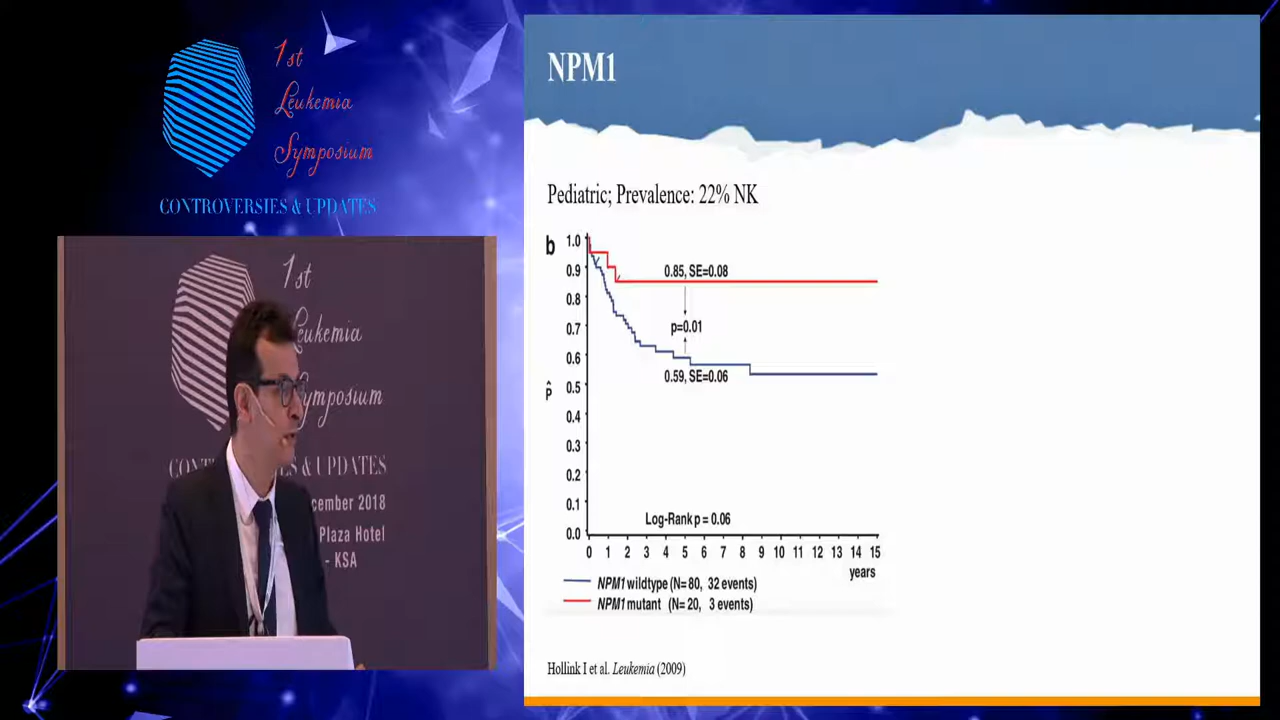 1st
Leukemia
Symposium
CONTROVERSIES & UPDATES
1st
Leukemia
Symposium
ES & UPDATES
cember 2018
Plaza Hotel
- KSA
NPM1
Pediatric; Prevalence: 22% NK
b
1.0
0.9
0.8
0.7
0.6
0.5
0.4
0.3
0.2
0.1
0.0
p̂
0.85, SE=0.08
p=0.01
0.59, SE=0.06
Log-Rank p = 0.06
0 1 2 3 4 5 6 7 8 9 10 11 12 13 14 15
years
NPM1 wildtype (N= 80, 32 events)
NPM1 mutant (N= 20, 3 events)
Hollink I et al. Leukemia (2009)